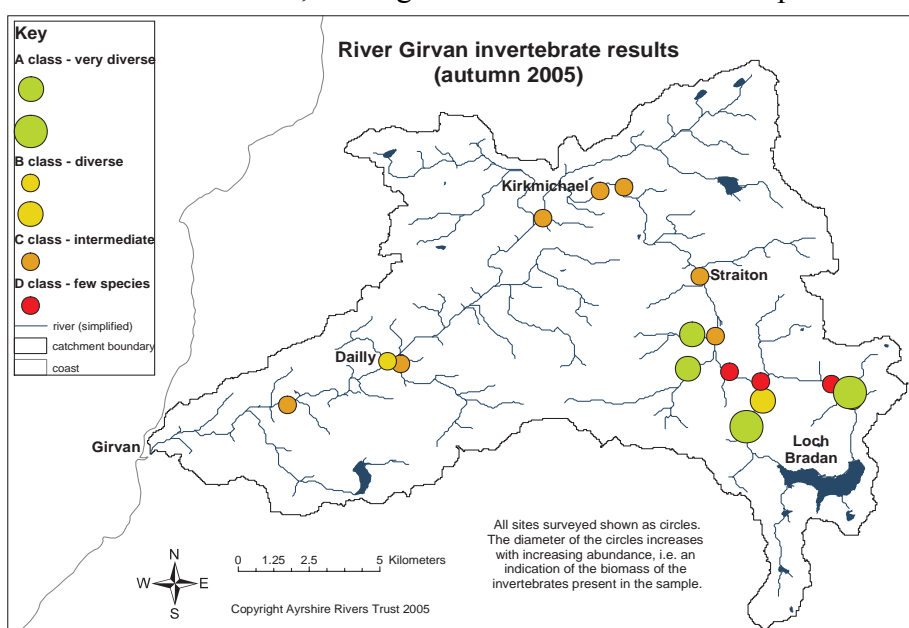 Key
A class - very diverse
B class - diverse
C class - intermediate
D class - few species
river (simplified)
catchment boundary
coast
River Girvan invertebrate results
(autumn 2005)
Kirkmichael
Straiton
Dailly
Girvan
Loch
Bradan
All sites surveyed shown as circles.
The diameter of the circles increases
with increasing abundance, i.e. an
indication of the biomass of the
invertebrates present in the sample.
N
W E
S
0 1.25 2.5 5 Kilometers
Copyright Ayrshire Rivers Trust 2005